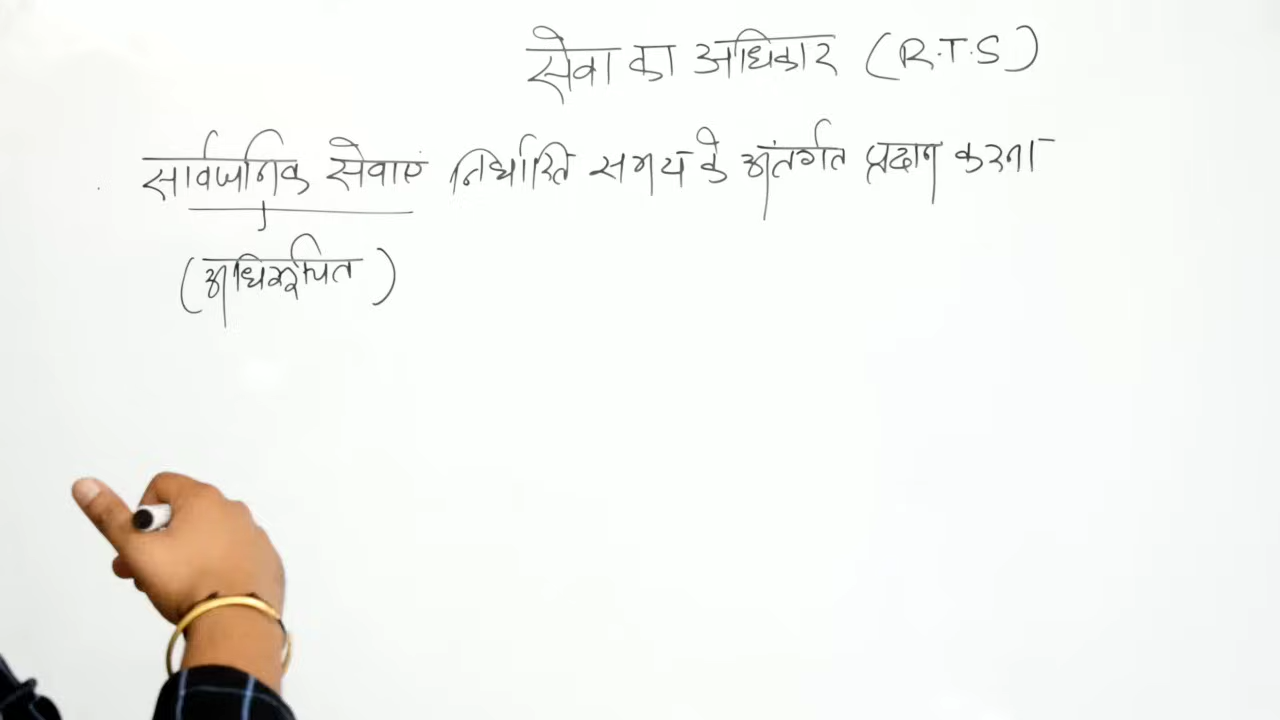 सेवा का अधिकार (R.T.S)
सार्वजनिक सेवाएं निर्धारित समय के अंतर्गत प्रदान करना
(अधिसूचित)